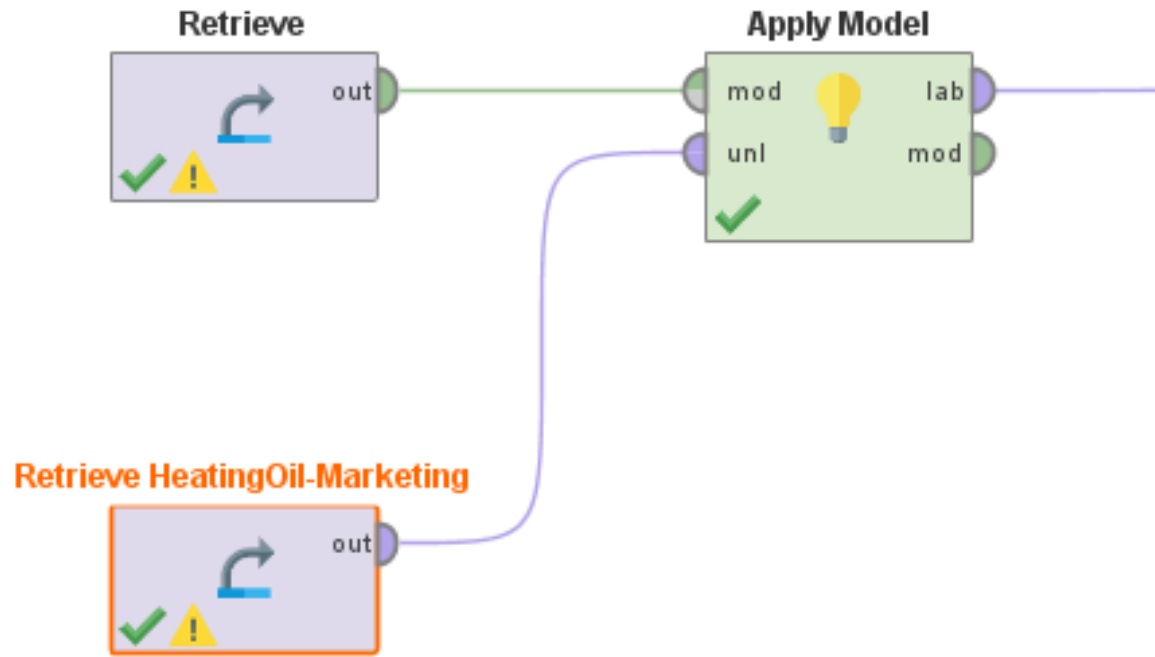 Retrieve
Apply Model
out
mod
lab
unl
mod
Retrieve HeatingOil-Marketing
out